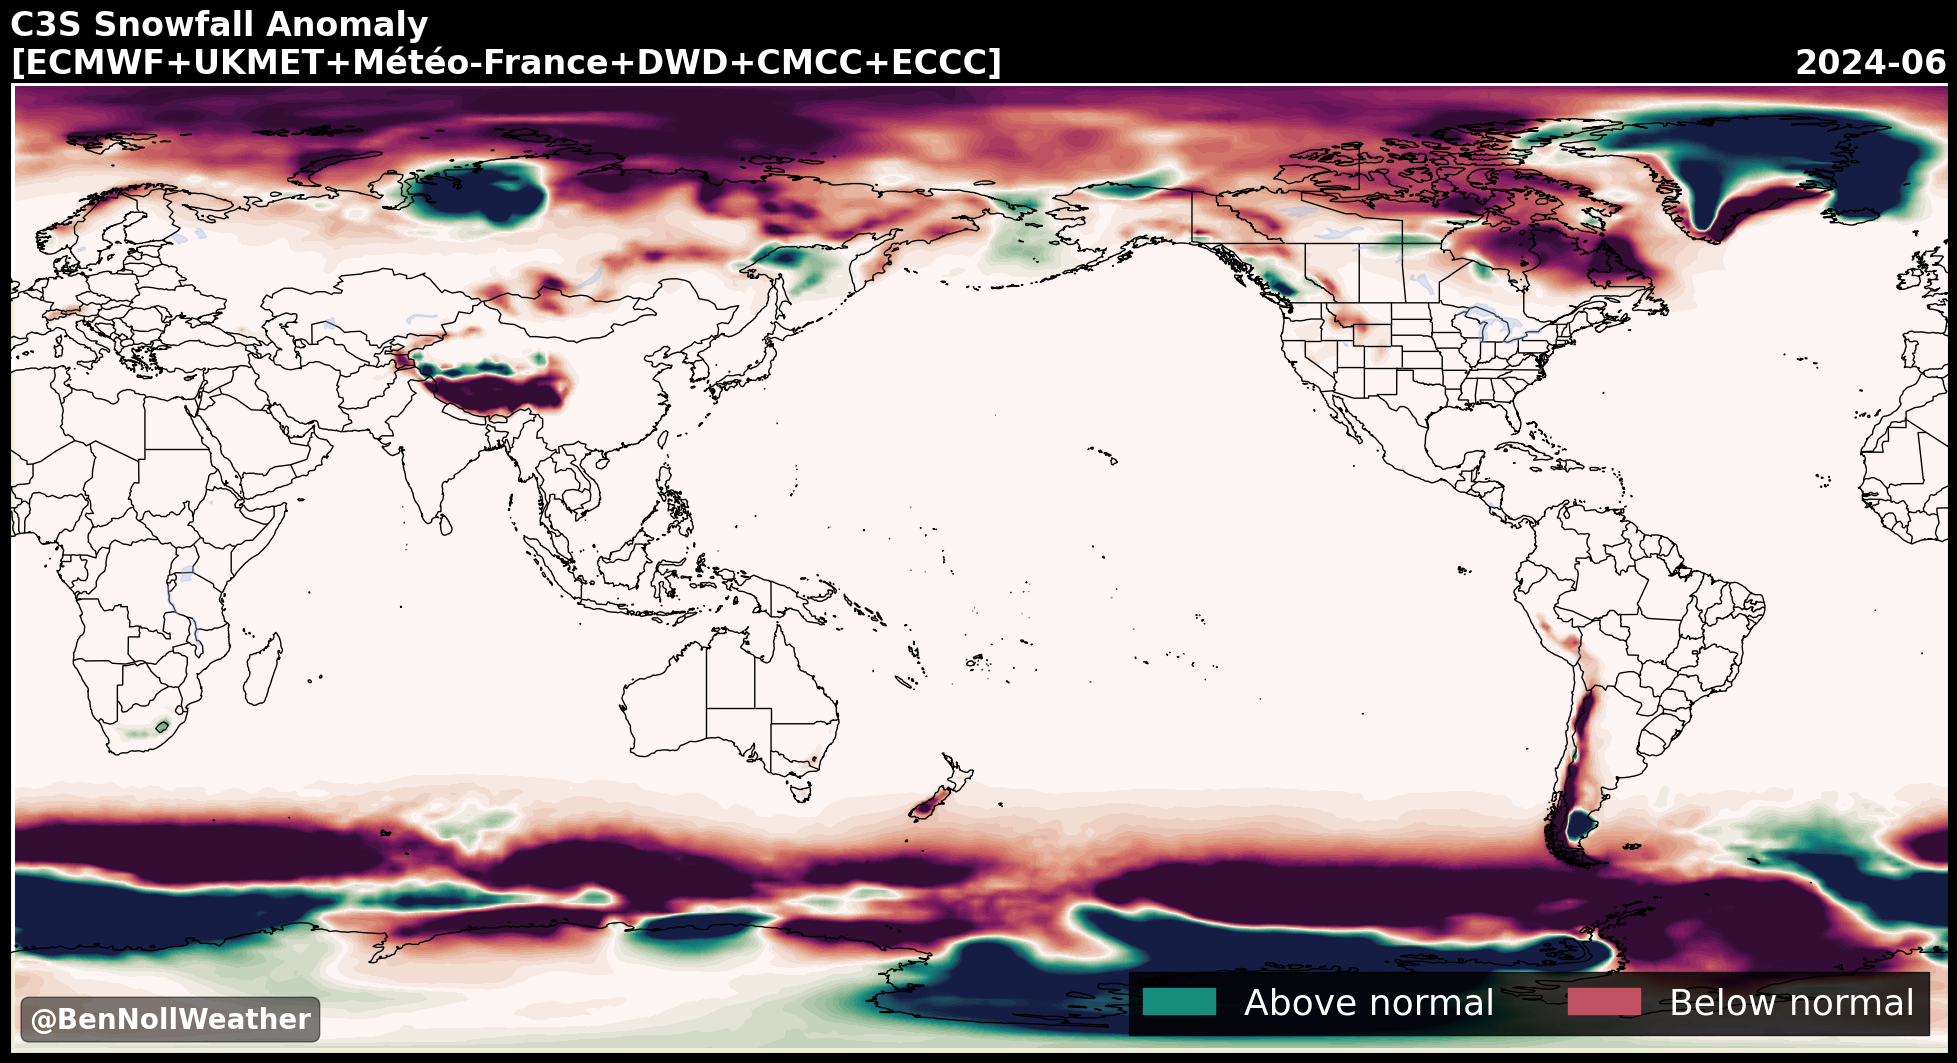 C3S Snowfall Anomaly
[ECMWF+UKMET+Météo-France+DWD+CMCC+ECCC]
2024-06
@BenNollWeather
Above normal
Below normal